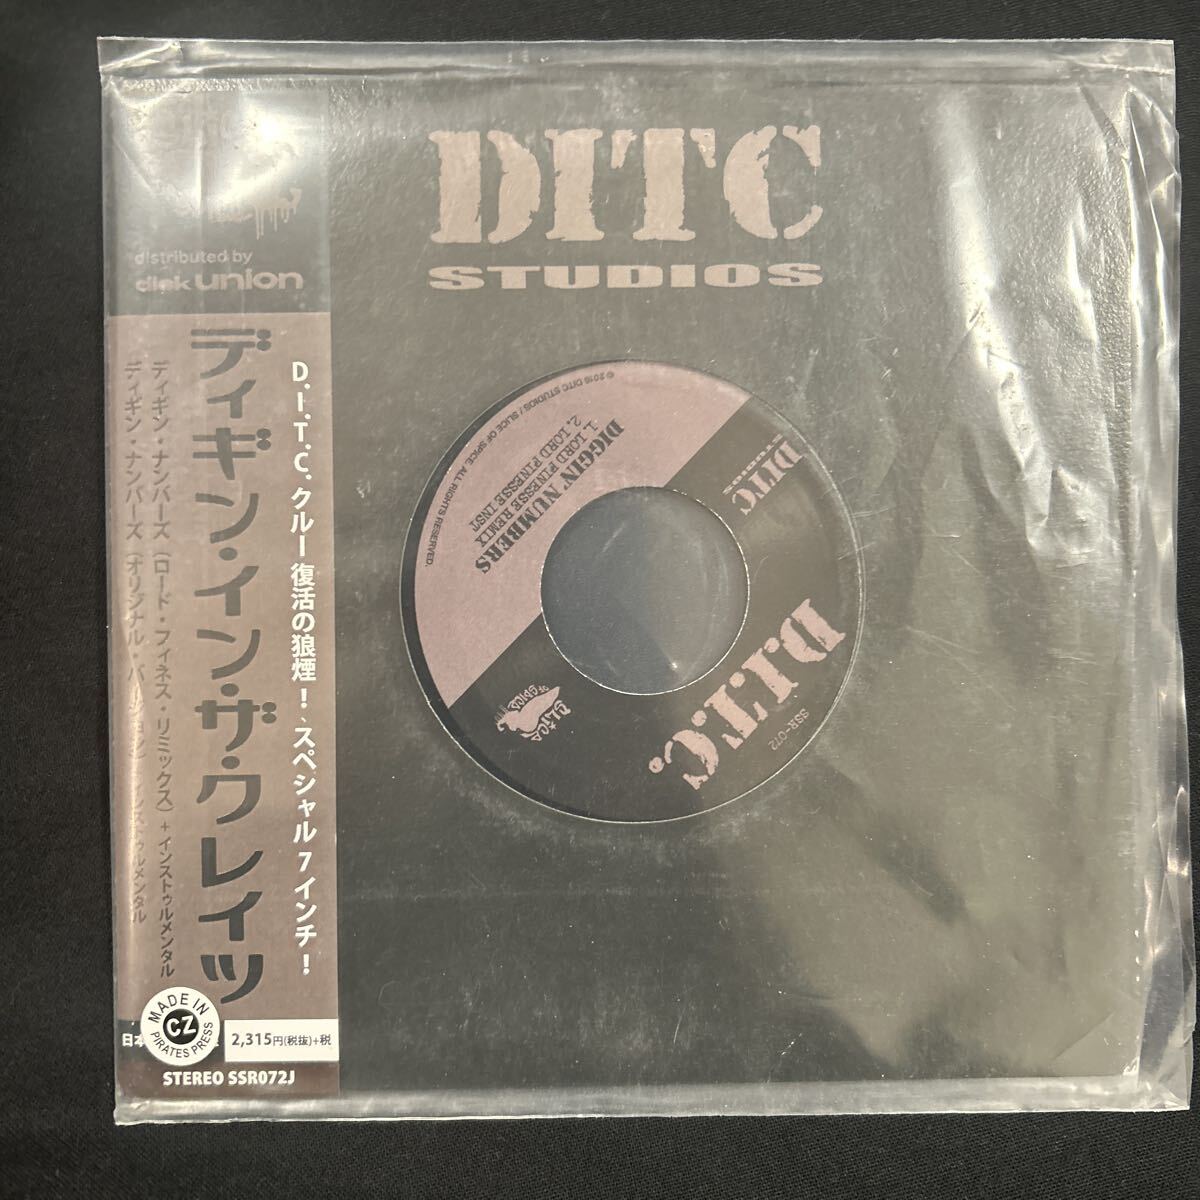 DITC
STUDIOS
distributed by
disk union
ディギン・イン・ザ・クレイツ
D.I.T.C.クルー復活の狼煙！、スペシャル7インチ！
ディギン・ナンバーズ（ロード・フィネス・リミックス）+インストゥルメンタル
ディギン・ナンバーズ（オリジナル・バージョン）
ストゥルメンタル
MADE IN
CZ
PIRATES PRESS
日本
2,315円(税抜)+税
STEREO SSR072J
© 2016 DITC STUDIOS / SLICE OF SPICE. ALL RIGHTS RESERVED.
DIGGIN' NUMBERS
1. LORD FINESSE REMIX
2. LORD FINESSE INST
DITC
STUDIOS
D.I.T.C.
SSR-072
SLICE
OF SPICE